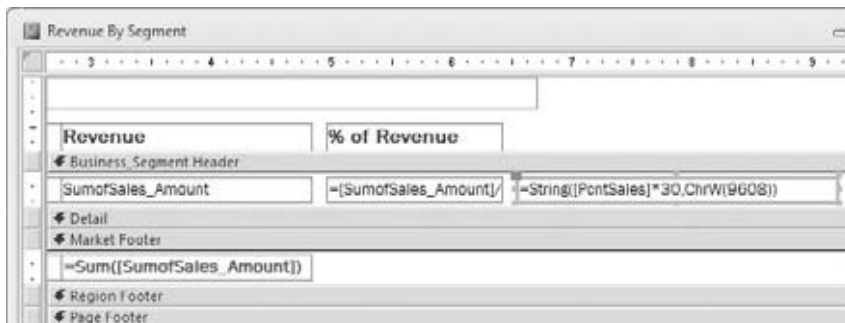 Revenue By Segment
3 4 5 6 7 8 9
Revenue % of Revenue
Business_Segment Header
SumofSales_Amount =[SumofSales_Amount]/ =String([PcntSales]*30,ChrW(9608))
Detail
Market Footer
=Sum([SumofSales_Amount])
Region Footer
Page Footer